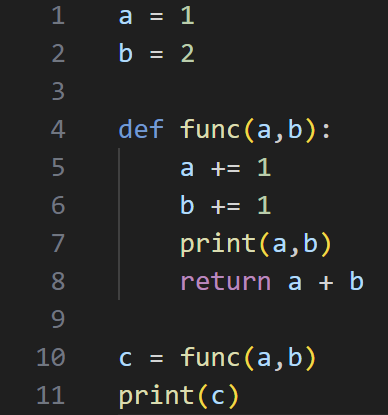 1 a = 1
2 b = 2
3
4 def func(a,b):
5     a += 1
6     b += 1
7     print(a,b)
8     return a + b
9
10 c = func(a,b)
11 print(c)